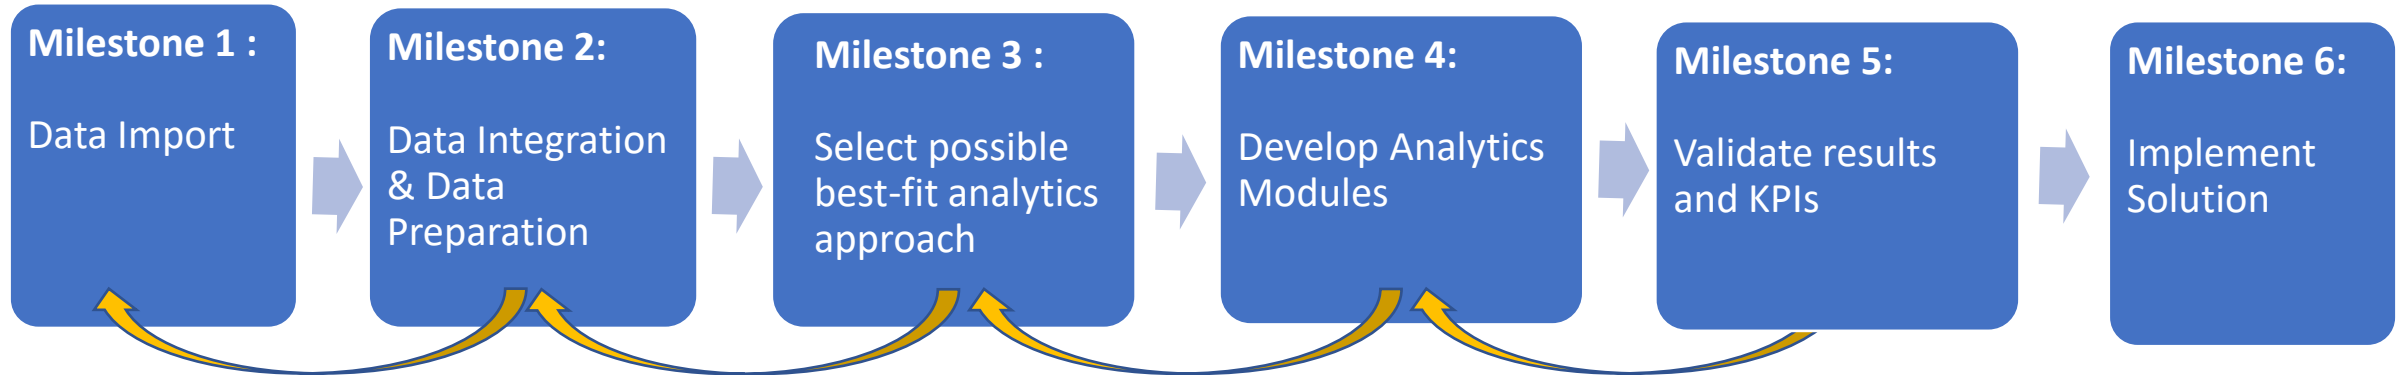 Milestone 1 :
Data Import
Milestone 2:
Data Integration
& Data
Preparation
Milestone 3 :
Select possible
best-fit analytics
approach
Milestone 4:
Develop Analytics
Modules
Milestone 5:
Validate results
and KPIs
Milestone 6:
Implement
Solution